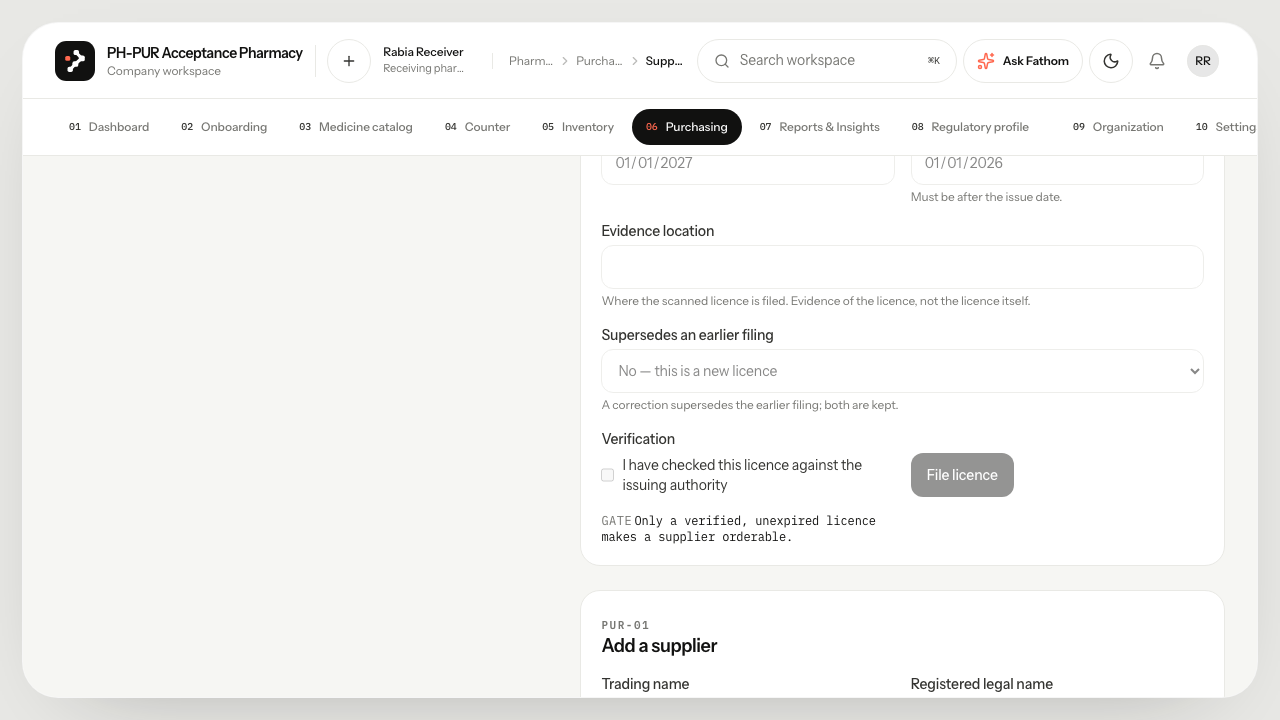 PH-PUR Acceptance Pharmacy
Company workspace
Rabia Receiver
Receiving phar...
Pharm...
Purcha...
Supp...
Search workspace
⌘K
Ask Fathom
RR
01 Dashboard
02 Onboarding
03 Medicine catalog
04 Counter
05 Inventory
06 Purchasing
07 Reports & Insights
08 Regulatory profile
09 Organization
10 Setting
01/01/2027
01/01/2026
Must be after the issue date.
Evidence location
Where the scanned licence is filed. Evidence of the licence, not the licence itself.
Supersedes an earlier filing
No — this is a new licence
A correction supersedes the earlier filing; both are kept.
Verification
I have checked this licence against the
issuing authority
File licence
GATE Only a verified, unexpired licence
makes a supplier orderable.
PUR-01
Add a supplier
Trading name
Registered legal name